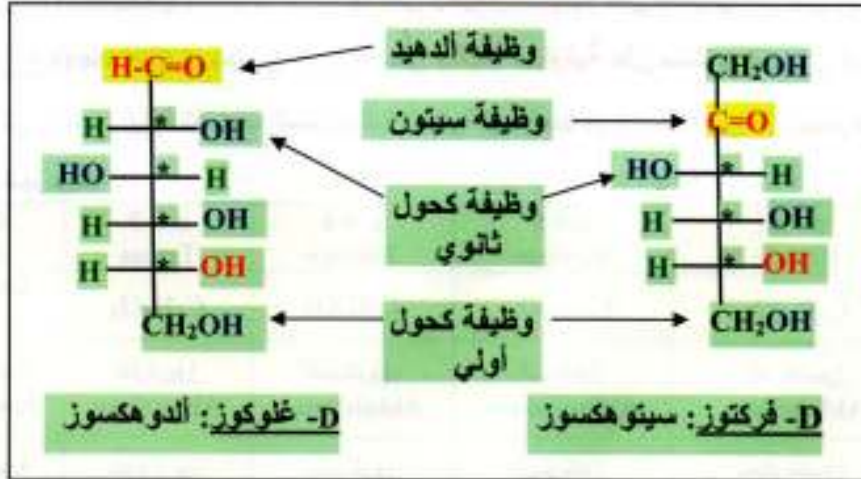 H-C=O
وظيفة ألدهيد
CH₂OH
وظيفة سيتون
C=O
H * OH
HO * H
HO * H
وظيفة كحول
ثانوي
H * OH
H * OH
H * OH
H * OH
CH₂OH
وظيفة كحول
أولي
CH₂OH
D- غلوكوز: ألدوهكسوز
D- فركتوز: سيتوهكسوز